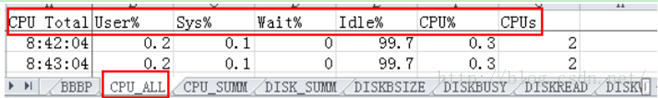 CPU Total User% Sys% Wait% Idle% CPU% CPUs
8:42:04 0.2 0.1 0 99.7 0.3 2
8:43:04 0.2 0.1 0 99.7 0.3 2
BBBP CPU_ALL CPU_SUMM DISK_SUMM DISKBSIZE DISKBUSY DISKREAD